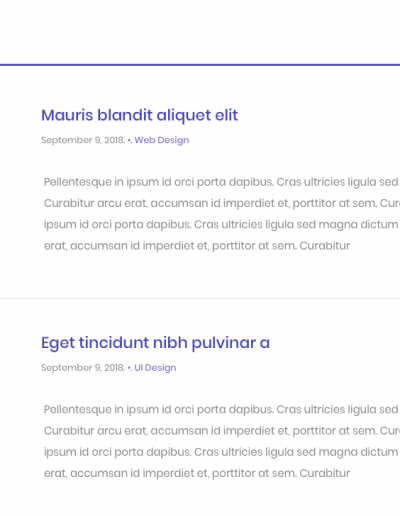 Mauris blandit aliquet elit
September 9, 2018. •, Web Design
Pellentesque in ipsum id orci porta dapibus. Cras ultricies ligula sed
Curabitur arcu erat, accumsan id imperdiet et, porttitor at sem. Cur
ipsum id orci porta dapibus. Cras ultricies ligula sed magna dictum
erat, accumsan id imperdiet et, porttitor at sem. Curabitur
Eget tincidunt nibh pulvinar a
September 9, 2018. •, UI Design
Pellentesque in ipsum id orci porta dapibus. Cras ultricies ligula sed
Curabitur arcu erat, accumsan id imperdiet et, porttitor at sem. Cur
ipsum id orci porta dapibus. Cras ultricies ligula sed magna dictum
erat, accumsan id imperdiet et, porttitor at sem. Curabitur